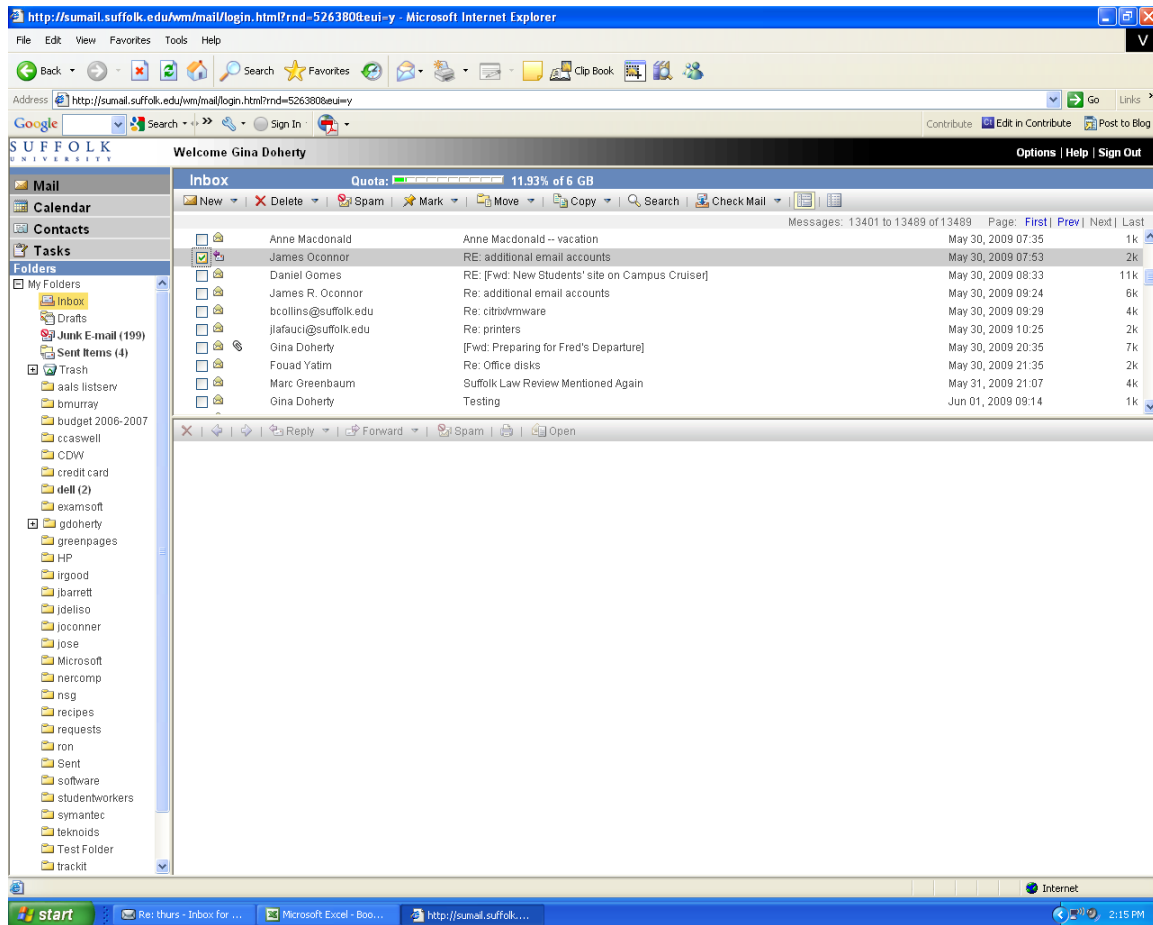 http://sumail.suffolk.edu/wm/mail/login.html?rnd=526380&eui=y - Microsoft Internet Explorer
File Edit View Favorites Tools Help
Back Search Favorites Clip Book
Address http://sumail.suffolk.edu/wm/mail/login.html?rnd=526380&eui=y Go Links
Google Search Sign In Contribute Edit in Contribute Post to Blog
SUFFOLK
UNIVERSITY
Welcome Gina Doherty Options | Help | Sign Out
Mail
Calendar
Contacts
Tasks
Folders
My Folders
Inbox
Drafts
Junk E-mail (199)
Sent Items (4)
Trash
aals listserv
bmurray
budget 2006-2007
ccaswell
CDW
credit card
dell (2)
examsoft
gdoherty
greenpages
HP
irgood
jbarrett
jdeliso
joconner
jose
Microsoft
nercomp
nsg
recipes
requests
ron
Sent
software
studentworkers
symantec
teknoids
Test Folder
trackit
Inbox Quota: 11.93% of 6 GB
New | Delete | Spam | Mark | Move | Copy | Search | Check Mail
Messages: 13401 to 13489 of 13489 Page: First | Prev | Next | Last
Anne Macdonald Anne Macdonald -- vacation May 30, 2009 07:35 1k
James Oconnor RE: additional email accounts May 30, 2009 07:53 2k
Daniel Gomes RE: [Fwd: New Students' site on Campus Cruiser] May 30, 2009 08:33 11k
James R. Oconnor Re: additional email accounts May 30, 2009 09:24 6k
bcollins@suffolk.edu Re: citrix/vmware May 30, 2009 09:29 4k
jlafauci@suffolk.edu Re: printers May 30, 2009 10:25 2k
Gina Doherty [Fwd: Preparing for Fred's Departure] May 30, 2009 20:35 7k
Fouad Yatim Re: Office disks May 30, 2009 21:35 2k
Marc Greenbaum Suffolk Law Review Mentioned Again May 31, 2009 21:07 4k
Gina Doherty Testing Jun 01, 2009 09:14 1k
Reply | Forward | Spam | Open
Internet
start Re: thurs - Inbox for ... Microsoft Excel - Boo... http://sumail.suffolk.... 2:15 PM